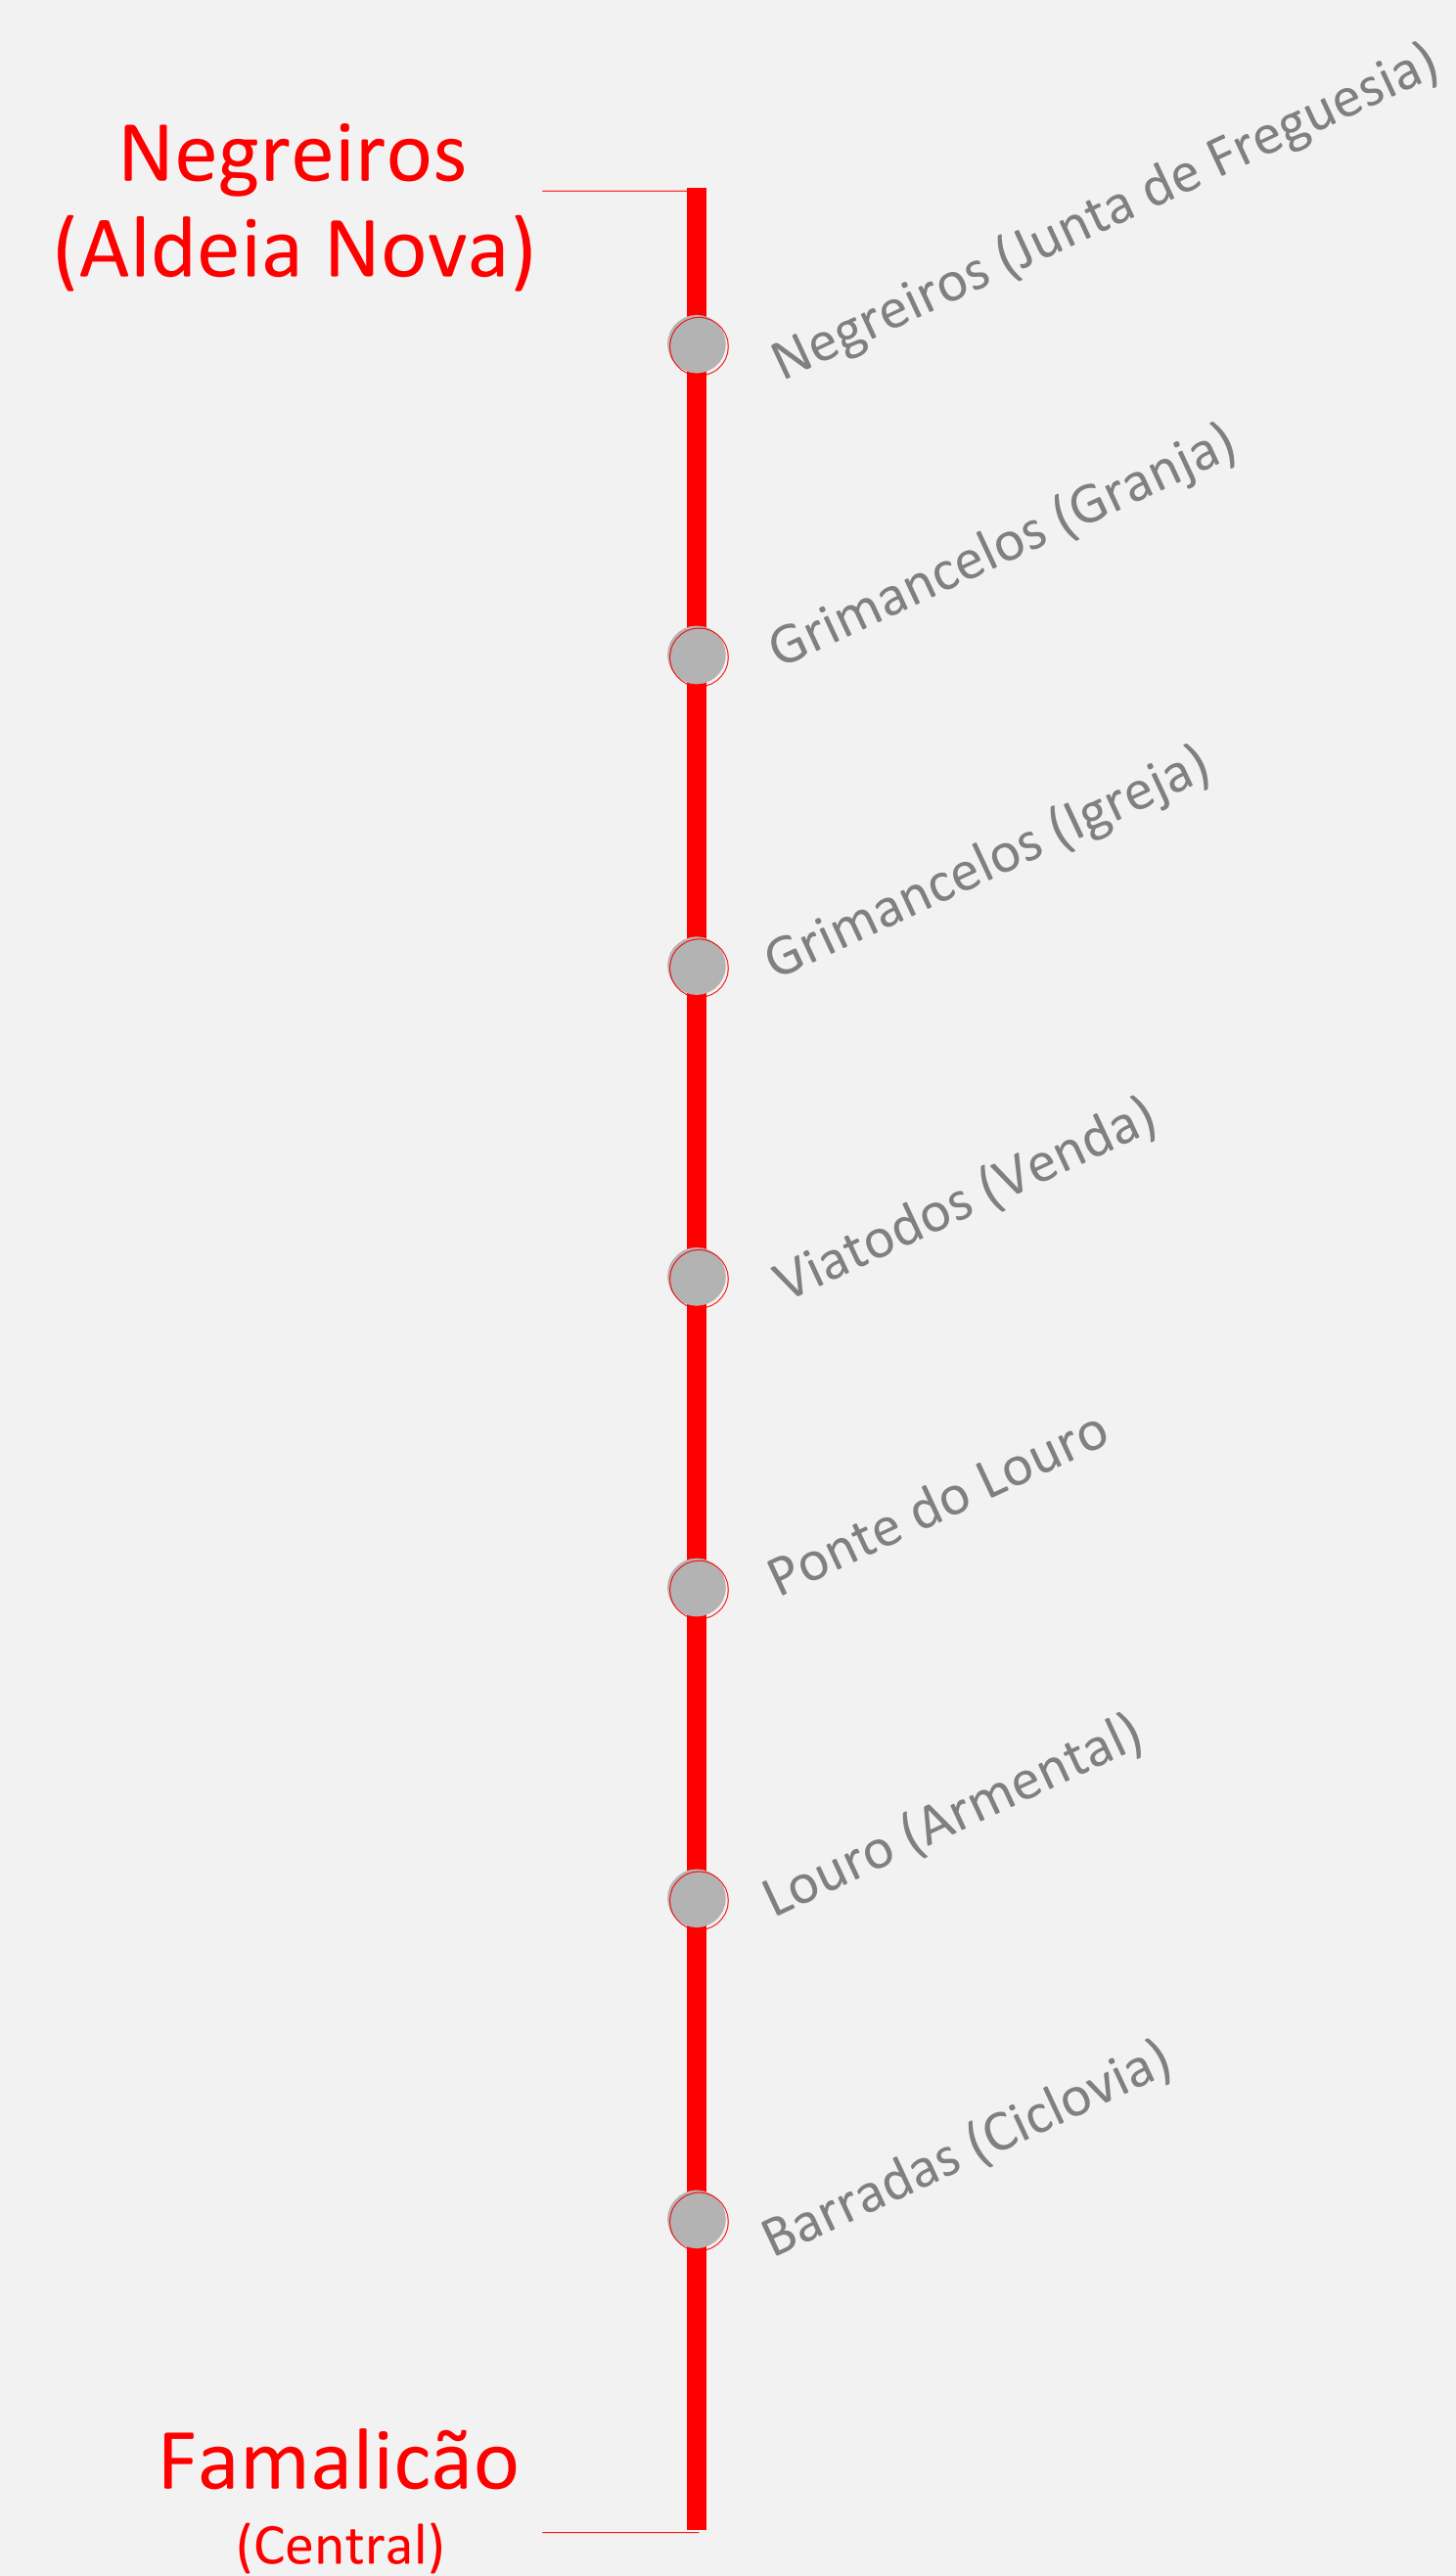 Negreiros
(Aldeia Nova)
Negreiros (Junta de Freguesia)
Grimancelos (Granja)
Grimancelos (Igreja)
Viatodos (Venda)
Ponte do Louro
Louro (Armental)
Barradas (Ciclovia)
Famalicão
(Central)